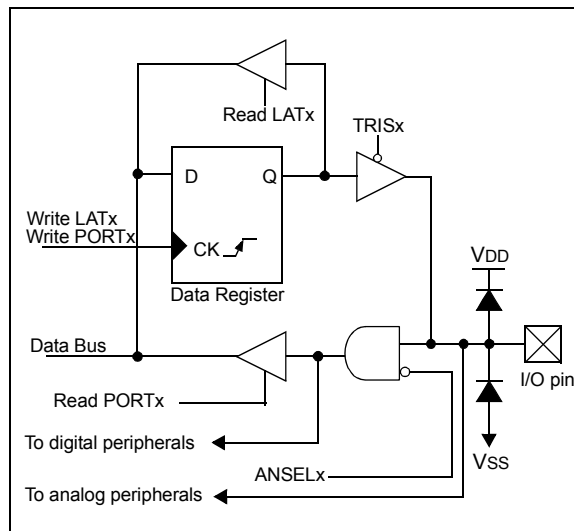 Read LATx
TRISx
D
Q
Write LATx
Write PORTx
CK
VDD
Data Register
Data Bus
I/O pin
Read PORTx
To digital peripherals
VSS
ANSELx
To analog peripherals